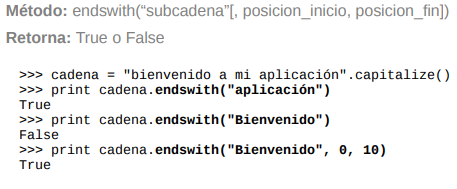 Método: endswith(“subcadena”[, posicion_inicio, posicion_fin])
Retorna: True o False
>>> cadena = "bienvenido a mi aplicación".capitalize()
>>> print cadena.endswith("aplicación")
True
>>> print cadena.endswith("Bienvenido")
False
>>> print cadena.endswith("Bienvenido", 0, 10)
True